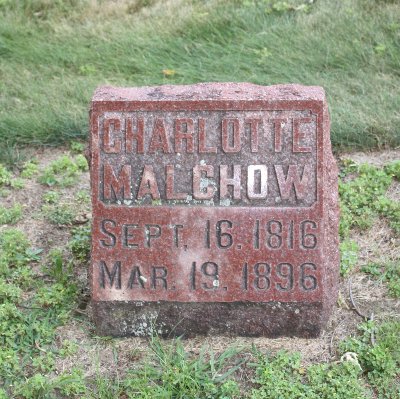 CHARLOTTE
MALCHOW
SEPT. 16. 1816
MAR. 19. 1896